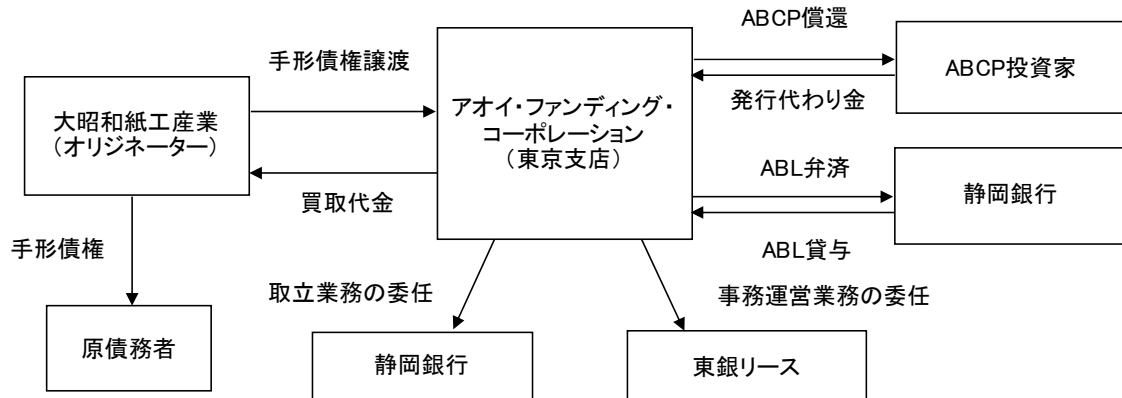 ABCP償還
手形債権譲渡
大昭和紙工産業
（オリジネーター）
アオイ・ファンディング・
コーポレーション
（東京支店）
ABCP投資家
発行代わり金
買取代金
ABL弁済
静岡銀行
ABL貸与
手形債権
取立業務の委任
事務運営業務の委任
原債務者
静岡銀行
東銀リース